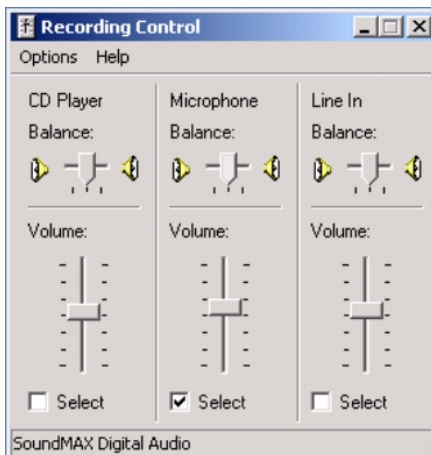 Recording Control
Options Help
CD Player Microphone Line In
Balance: Balance: Balance:
Volume: Volume: Volume:
Select Select Select
SoundMAX Digital Audio